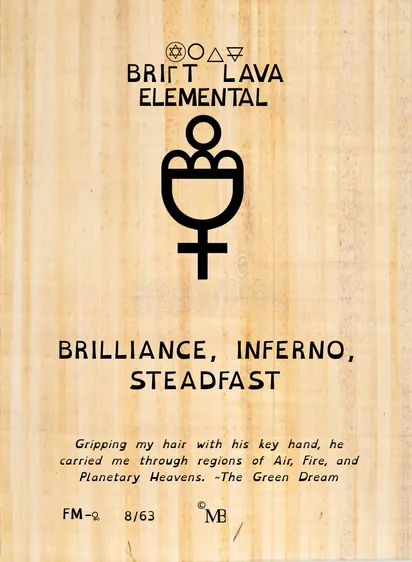 BRIΓT LAVA
ELEMENTAL
BRILLIANCE, INFERNO,
STEADFAST
Gripping my hair with his key hand, he
carried me through regions of Air, Fire, and
Planetary Heavens. ~The Green Dream
FM-♀ 8/63 ©MB